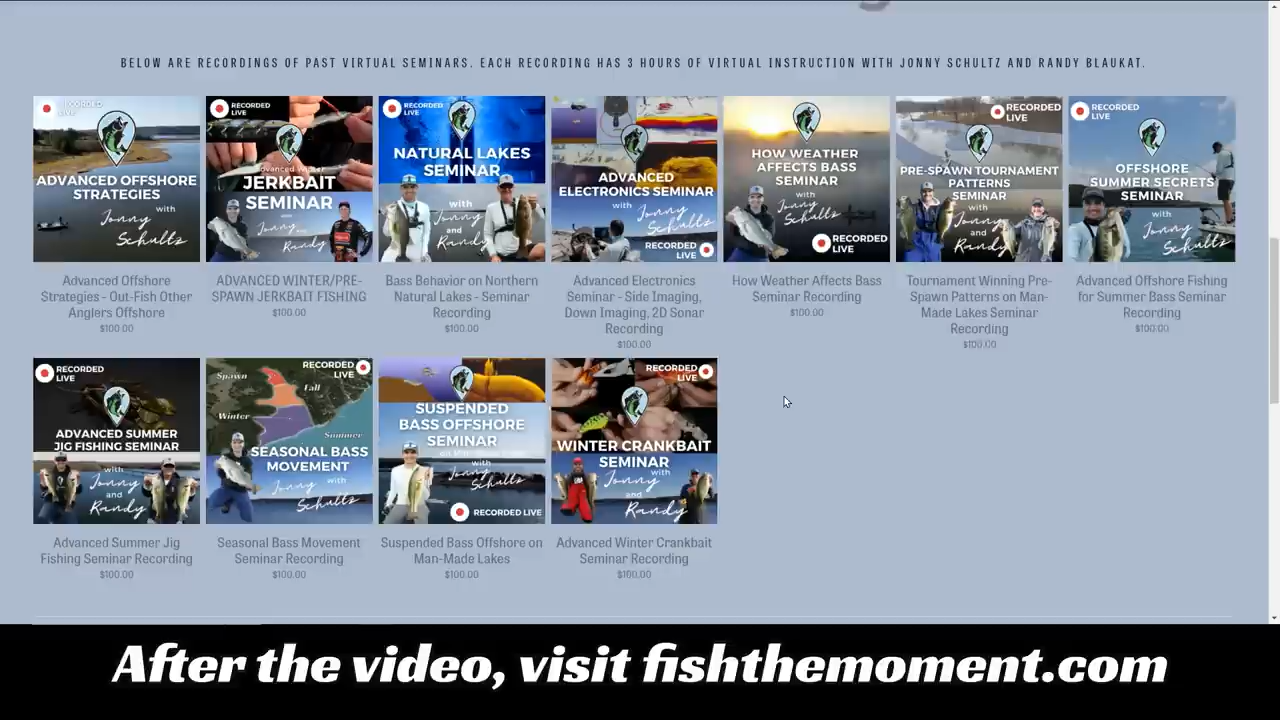 BELOW ARE RECORDINGS OF PAST VIRTUAL SEMINARS. EACH RECORDING HAS 3 HOURS OF VIRTUAL INSTRUCTION WITH JONNY SCHULTZ AND RANDY BLAUKAT.
RECORDED
LIVE
ADVANCED OFFSHORE
STRATEGIES
with
Jonny
Schultz
Advanced Offshore
Strategies - Out-Fish Other
Anglers Offshore
$100.00
RECORDED
LIVE
Advanced Winter
JERKBAIT
SEMINAR
with
Jonny
and
Randy
ADVANCED WINTER/PRE-
SPAWN JERKBAIT FISHING
$100.00
RECORDED
LIVE
NATURAL LAKES
SEMINAR
with
Jonny
and
Randy
Bass Behavior on Northern
Natural Lakes - Seminar
Recording
$100.00
ADVANCED
ELECTRONICS SEMINAR
with
Jonny
Schultz
RECORDED
LIVE
Advanced Electronics
Seminar - Side Imaging,
Down Imaging, 2D Sonar
Recording
$100.00
HOW WEATHER
AFFECTS BASS
SEMINAR
with
Jonny
Schultz
RECORDED
LIVE
How Weather Affects Bass
Seminar Recording
$100.00
RECORDED
LIVE
PRE-SPAWN TOURNAMENT
PATTERNS
SEMINAR
with
Jonny
and
Randy
Tournament Winning Pre-
Spawn Patterns on Man-
Made Lakes Seminar
Recording
$100.00
RECORDED
LIVE
OFFSHORE
SUMMER SECRETS
SEMINAR
with
Jonny
Schultz
Advanced Offshore Fishing
for Summer Bass Seminar
Recording
$100.00
RECORDED
LIVE
ADVANCED SUMMER
JIG FISHING SEMINAR
with
Jonny
and
Randy
Advanced Summer Jig
Fishing Seminar Recording
$100.00
RECORDED
LIVE
Spawn
Fall
Winter
Summer
SEASONAL BASS
MOVEMENT
with
Jonny
Schultz
Seasonal Bass Movement
Seminar Recording
$100.00
SUSPENDED
BASS OFFSHORE
SEMINAR
with
Jonny
Schultz
RECORDED LIVE
Suspended Bass Offshore on
Man-Made Lakes
$100.00
RECORDED
LIVE
WINTER CRANKBAIT
SEMINAR
with
Jonny
and
Randy
Advanced Winter Crankbait
Seminar Recording
$100.00
After the video, visit fishthemoment.com